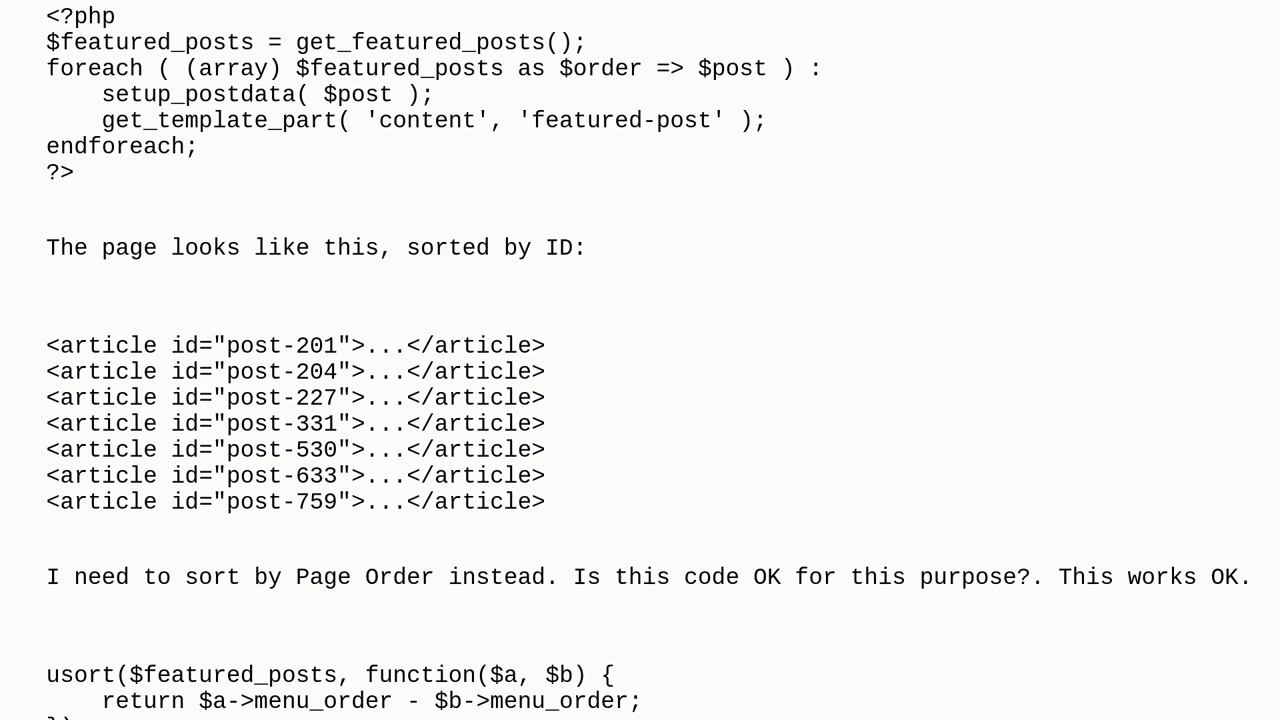 <?php
$featured_posts = get_featured_posts();
foreach ( (array) $featured_posts as $order => $post ) :
    setup_postdata( $post );
    get_template_part( 'content', 'featured-post' );
endforeach;
?>
The page looks like this, sorted by ID:
<article id="post-201">...</article>
<article id="post-204">...</article>
<article id="post-227">...</article>
<article id="post-331">...</article>
<article id="post-530">...</article>
<article id="post-633">...</article>
<article id="post-759">...</article>
I need to sort by Page Order instead. Is this code OK for this purpose?. This works OK.
usort($featured_posts, function($a, $b) {
    return $a->menu_order - $b->menu_order;